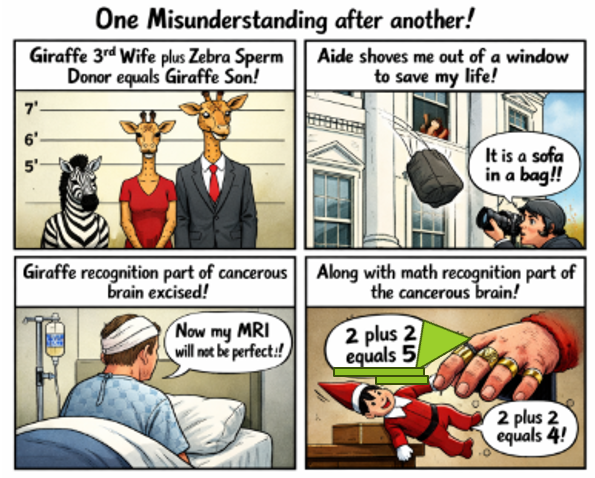 One Misunderstanding after another!
Giraffe 3rd Wife plus Zebra Sperm
Donor equals Giraffe Son!
7'
6'
5'
Aide shoves me out of a window
to save my life!
It is a sofa
in a bag!!
Giraffe recognition part of cancerous
brain excised!
Now my MRI
will not be perfect!!
Along with math recognition part of
the cancerous brain!
2 plus 2
equals 5
2 plus 2
equals 4!